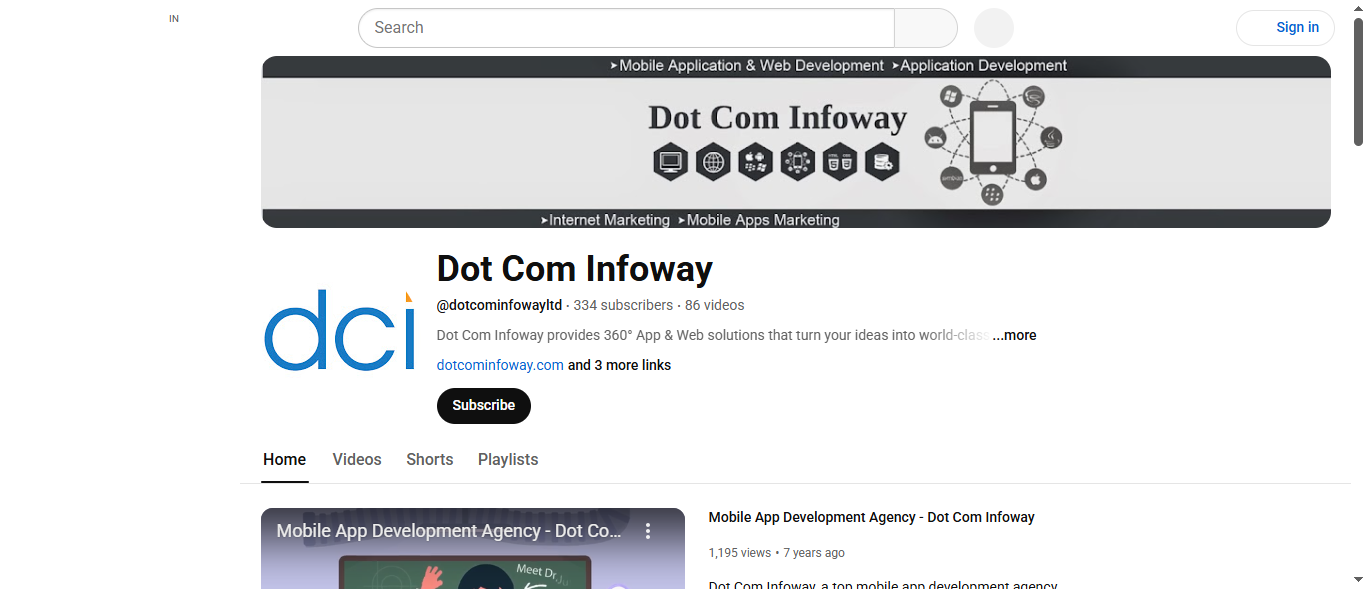 IN
Search
Sign in
➤Mobile Application & Web Development ➤Application Development
Dot Com Infoway
➤Internet Marketing ➤Mobile Apps Marketing
dci
Dot Com Infoway
@dotcominfowayltd · 334 subscribers · 86 videos
Dot Com Infoway provides 360° App & Web solutions that turn your ideas into world-class ...more
dotcominfoway.com and 3 more links
Subscribe
Home Videos Shorts Playlists
Mobile App Development Agency - Dot Co...
Meet Dr.
Mobile App Development Agency - Dot Com Infoway
1,195 views • 7 years ago
Dot Com Infoway, a top mobile app development agency